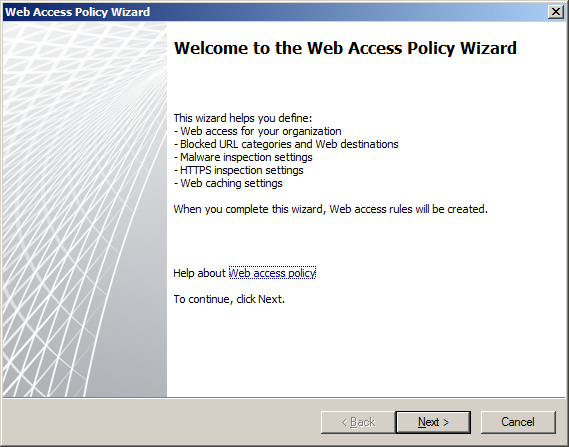 Web Access Policy Wizard
Welcome to the Web Access Policy Wizard
This wizard helps you define:
- Web access for your organization
- Blocked URL categories and Web destinations
- Malware inspection settings
- HTTPS inspection settings
- Web caching settings
When you complete this wizard, Web access rules will be created.
Help about Web access policy
To continue, click Next.
< Back Next > Cancel